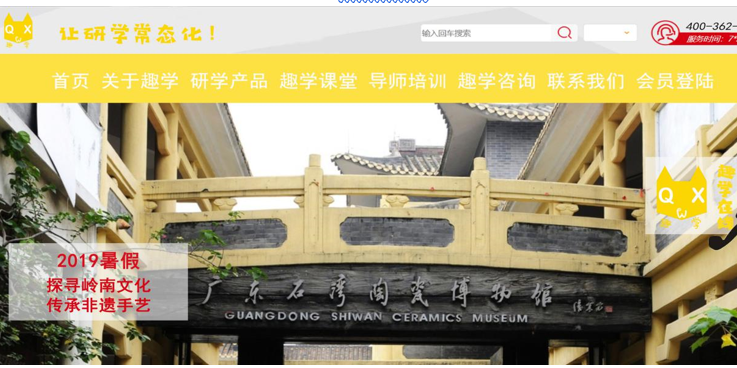 QX
让研学常态化！
输入回车搜索
400-362-
服务时间：7*
首页 关于趣学 研学产品 趣学课堂 导师培训 趣学咨询 联系我们 会员登陆
2019暑假
探寻岭南文化
传承非遗手艺
广东石湾陶瓷博物馆
GUANGDONG SHIWAN CERAMICS MUSEUM
QX
趣学在线